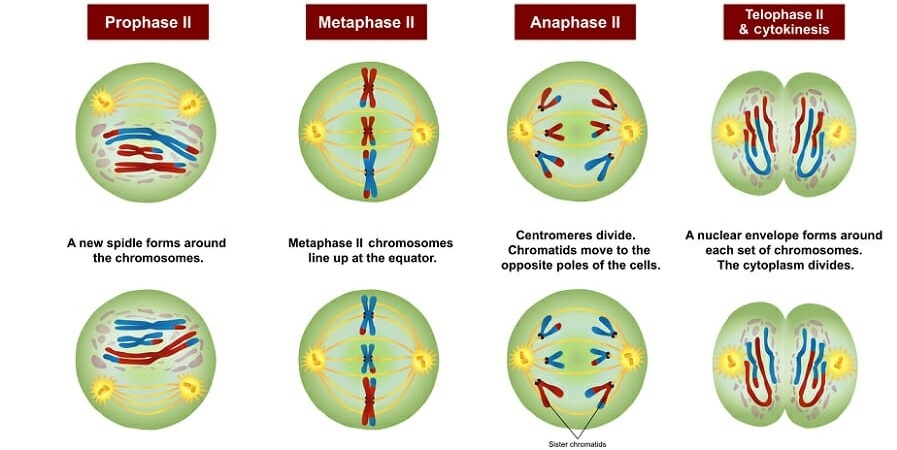 Prophase II
Metaphase II
Anaphase II
Telophase II
& cytokinesis
A new spidle forms around
the chromosomes.
Metaphase II chromosomes
line up at the equator.
Centromeres divide.
Chromatids move to the
opposite poles of the cells.
A nuclear envelope forms around
each set of chromosomes.
The cytoplasm divides.
Sister chromatids